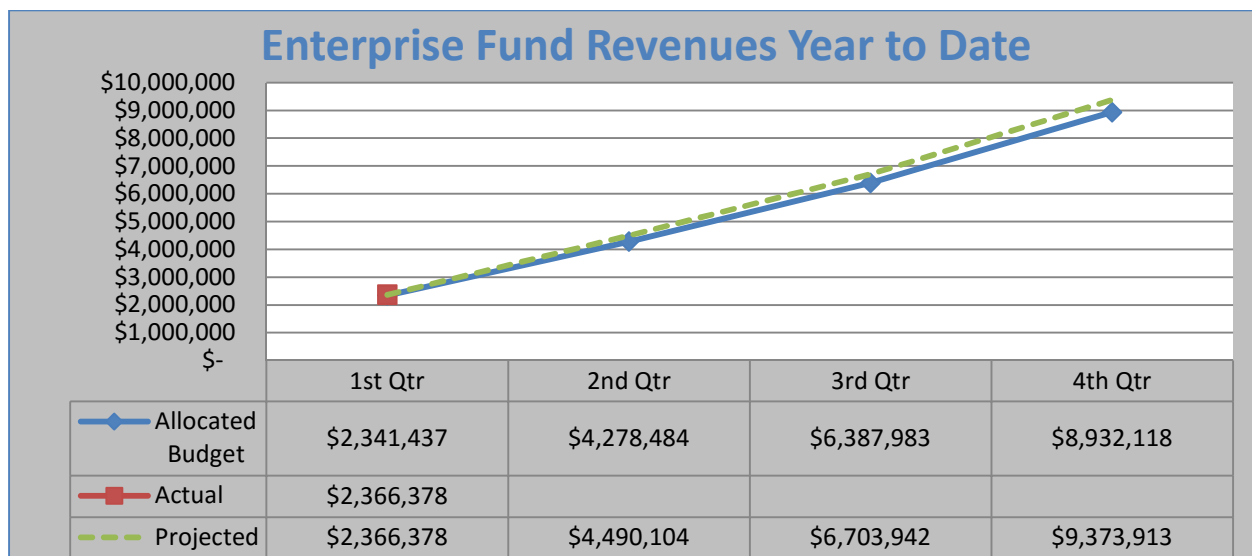 Enterprise Fund Revenues Year to Date
$10,000,000
$9,000,000
$8,000,000
$7,000,000
$6,000,000
$5,000,000
$4,000,000
$3,000,000
$2,000,000
$1,000,000
$-
1st Qtr 2nd Qtr 3rd Qtr 4th Qtr
Allocated
Budget $2,341,437 $4,278,484 $6,387,983 $8,932,118
Actual $2,366,378
Projected $2,366,378 $4,490,104 $6,703,942 $9,373,913